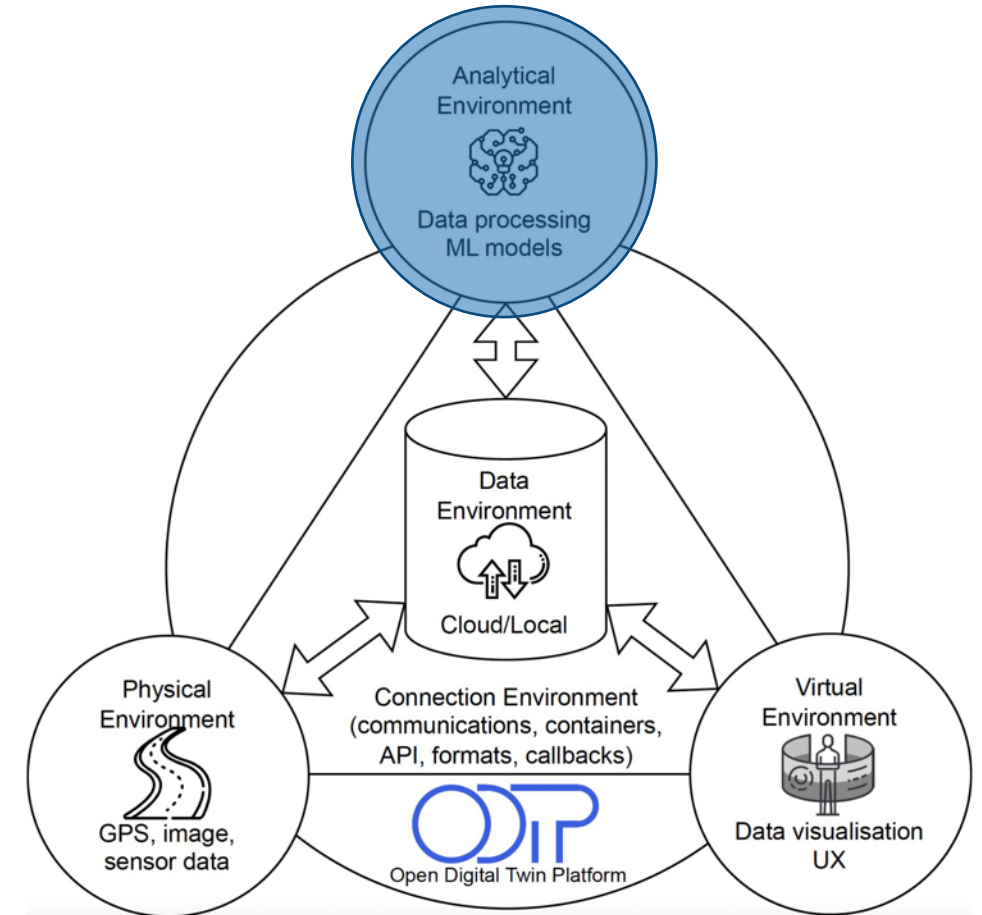 Analytical
Environment
Data processing
ML models
Data
Environment
Cloud/Local
Physical
Environment
GPS, image,
sensor data
Connection Environment
(communications, containers,
API, formats, callbacks)
Virtual
Environment
Data visualisation
UX
ODTP
Open Digital Twin Platform